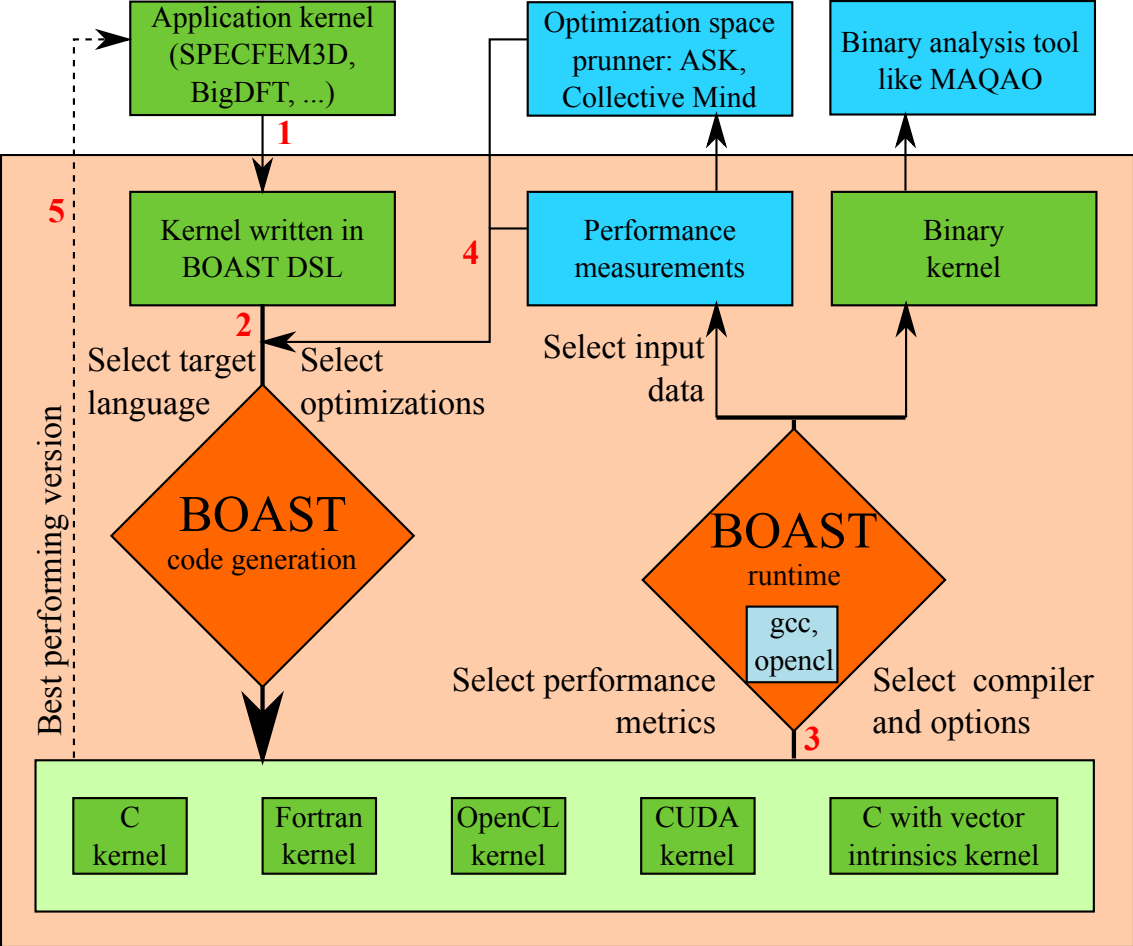 Application kernel
(SPECFEM3D,
BigDFT, ...)
Optimization space
prunner: ASK,
Collective Mind
Binary analysis tool
like MAQAO
1
5
Kernel written in
BOAST DSL
4
Performance
measurements
Binary
kernel
2
Select target
language
Select
optimizations
Select input
data
Best performing version
BOAST
code generation
BOAST
runtime
gcc,
opencl
Select performance
metrics
Select compiler
and options
3
C
kernel
Fortran
kernel
OpenCL
kernel
CUDA
kernel
C with vector
intrinsics kernel